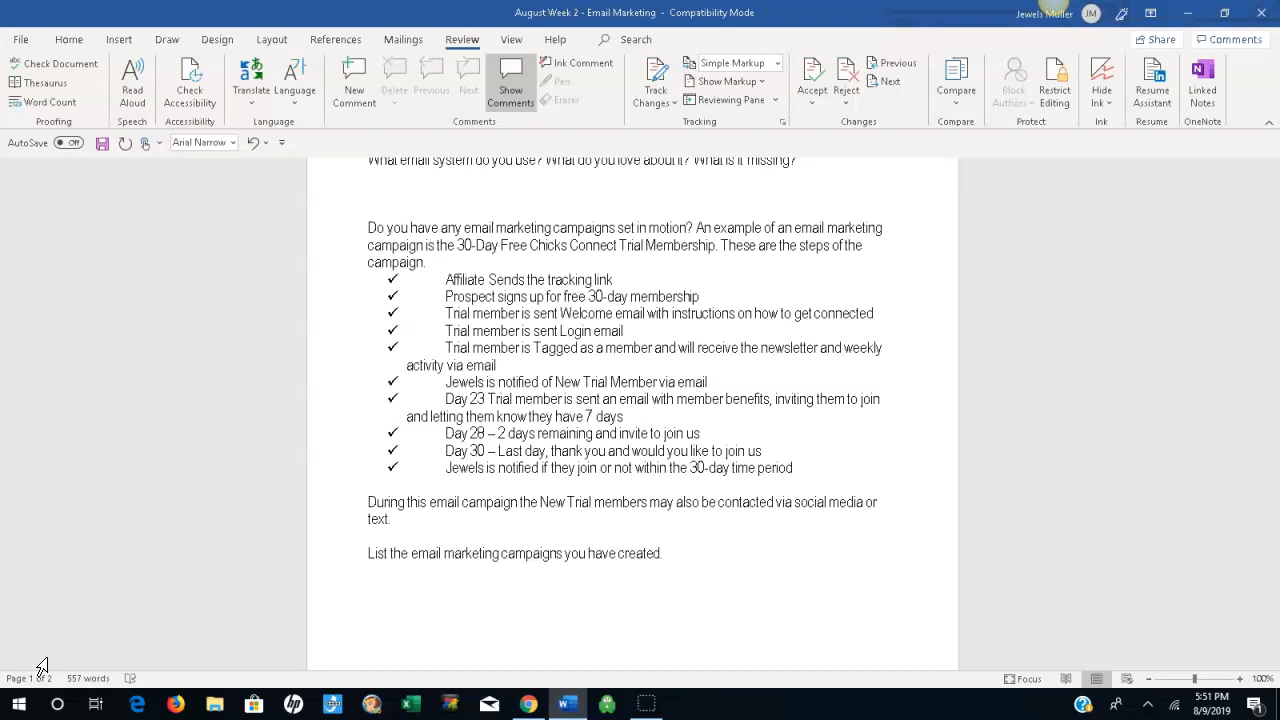 August Week 2 - Email Marketing - Compatibility Mode
Jewels Muller
JM
File
Home
Insert
Draw
Design
Layout
References
Mailings
Review
View
Help
Search
Share
Comments
Check Document
Thesaurus
Word Count
Proofing
Read Aloud
Speech
Check Accessibility
Accessibility
Translate
Language
Language
New Comment
Delete
Previous
Next
Show Comments
Ink Comment
Pen
Eraser
Comments
Track Changes
Simple Markup
Show Markup
Reviewing Pane
Tracking
Accept
Reject
Previous
Next
Changes
Compare
Compare
Block Authors
Restrict Editing
Protect
Hide Ink
Ink
Resume Assistant
Resume
Linked Notes
OneNote
AutoSave
Off
Arial Narrow
What email system do you use? What do you love about it? What is it missing?
Do you have any email marketing campaigns set in motion? An example of an email marketing
campaign is the 30-Day Free Chicks Connect Trial Membership. These are the steps of the
campaign.
✓ Affiliate Sends the tracking link
✓ Prospect signs up for free 30-day membership
✓ Trial member is sent Welcome email with instructions on how to get connected
✓ Trial member is sent Login email
✓ Trial member is Tagged as a member and will receive the newsletter and weekly
activity via email
✓ Jewels is notified of New Trial Member via email
✓ Day 23 Trial member is sent an email with member benefits, inviting them to join
and letting them know they have 7 days
✓ Day 28 – 2 days remaining and invite to join us
✓ Day 30 – Last day, thank you and would you like to join us
✓ Jewels is notified if they join or not within the 30-day time period
During this email campaign the New Trial members may also be contacted via social media or
text.
List the email marketing campaigns you have created.
Page 1 of 2
557 words
Focus
100%
5:51 PM
8/9/2019